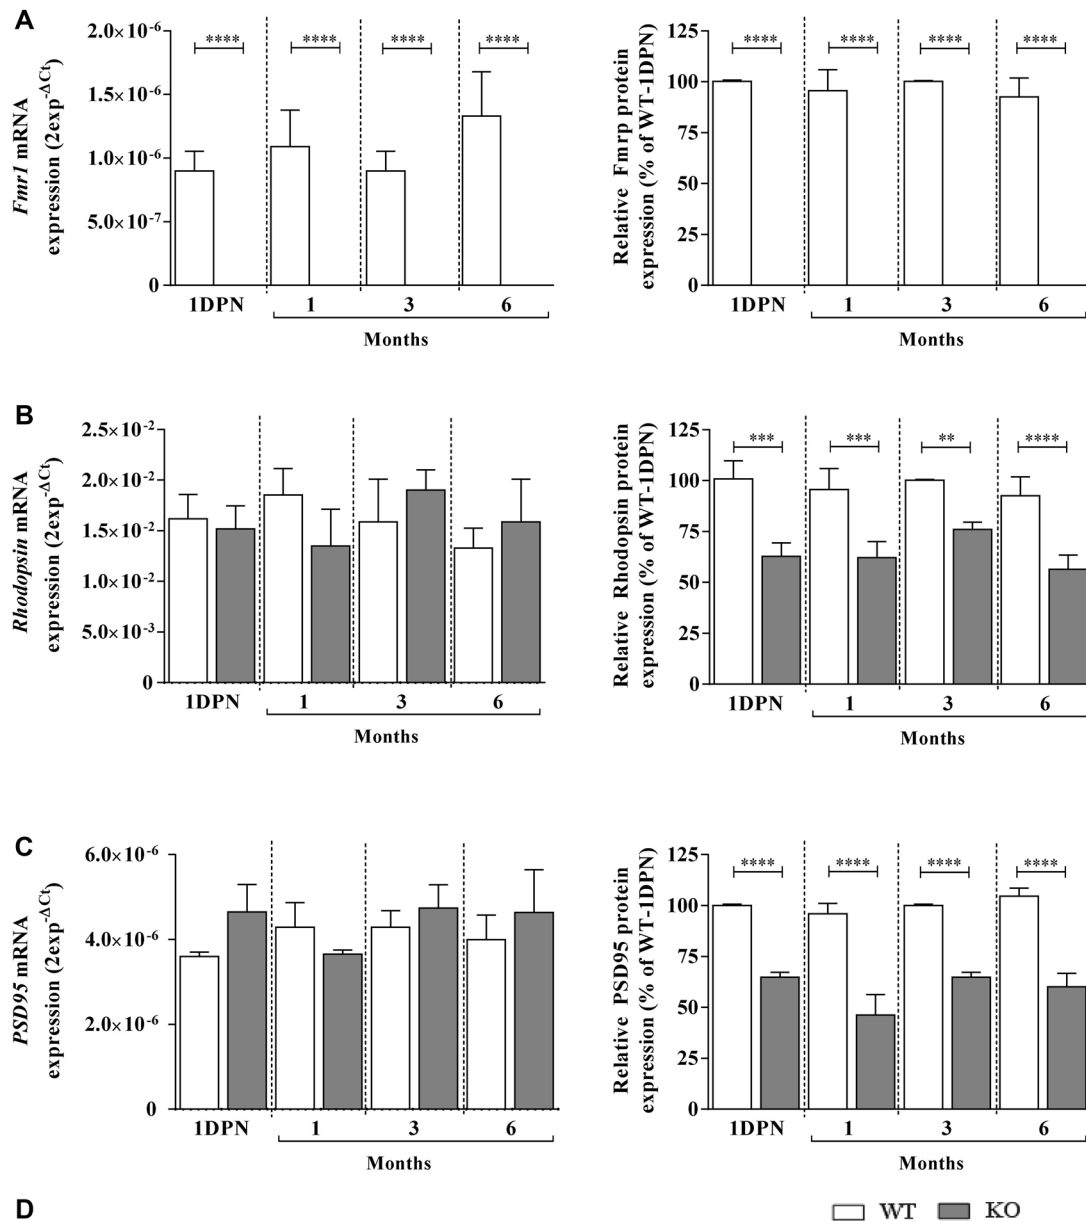 A
Fmr1 mRNA
expression (2exp-ΔCt)
2.0×10-6
1.5×10-6
1.0×10-6
5.0×10-7
0
**** **** **** ****
1DPN 1 3 6
Months
Relative Fmrp protein
expression (% of WT-1DPN)
125
100
75
50
25
0
**** **** **** ****
1DPN 1 3 6
Months
B
Rhodopsin mRNA
expression (2exp-ΔCt)
2.5×10-2
2.0×10-2
1.5×10-2
1.0×10-2
5.0×10-3
0
1DPN 1 3 6
Months
Relative Rhodopsin protein
expression (% of WT-1DPN)
125
100
75
50
25
0
*** *** ** ****
1DPN 1 3 6
Months
C
PSD95 mRNA
expression (2exp-ΔCt)
6.0×10-6
4.0×10-6
2.0×10-6
0
1DPN 1 3 6
Months
Relative PSD95 protein
expression (% of WT-1DPN)
125
100
75
50
25
0
**** **** **** ****
1DPN 1 3 6
Months
D
WT KO